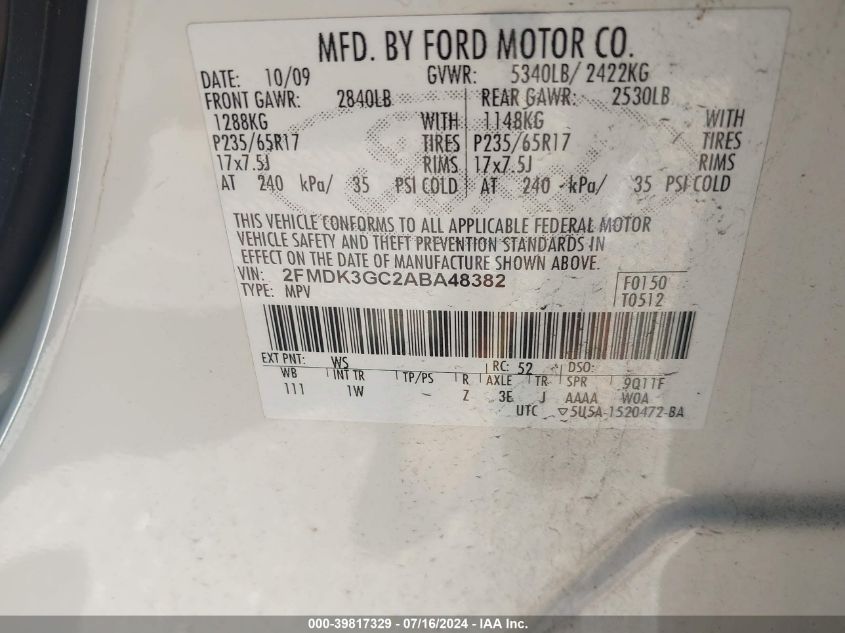 MFD. BY FORD MOTOR CO.
DATE: 10/09 GVWR: 5340LB/ 2422KG
FRONT GAWR: 2840LB REAR GAWR: 2530LB
1288KG WITH 1148KG WITH
P235/65R17 TIRES P235/65R17 TIRES
17x7.5J RIMS 17x7.5J RIMS
AT 240 kPa/ 35 PSI COLD AT 240 kPa/ 35 PSI COLD
THIS VEHICLE CONFORMS TO ALL APPLICABLE FEDERAL MOTOR
VEHICLE SAFETY AND THEFT PREVENTION STANDARDS IN
EFFECT ON THE DATE OF MANUFACTURE SHOWN ABOVE.
VIN: 2FMDK3GC2ABA48382
TYPE: MPV
F0150
T0512
EXT PNT: WS RC: 52 DSO:
WB INT TR TP/PS R AXLE TR SPR 9Q11F
111 1W - Z 3E J AAAA W0A
UTC ▽5U5A-1520472-BA
000-39817329 - 07/16/2024 - IAA Inc.